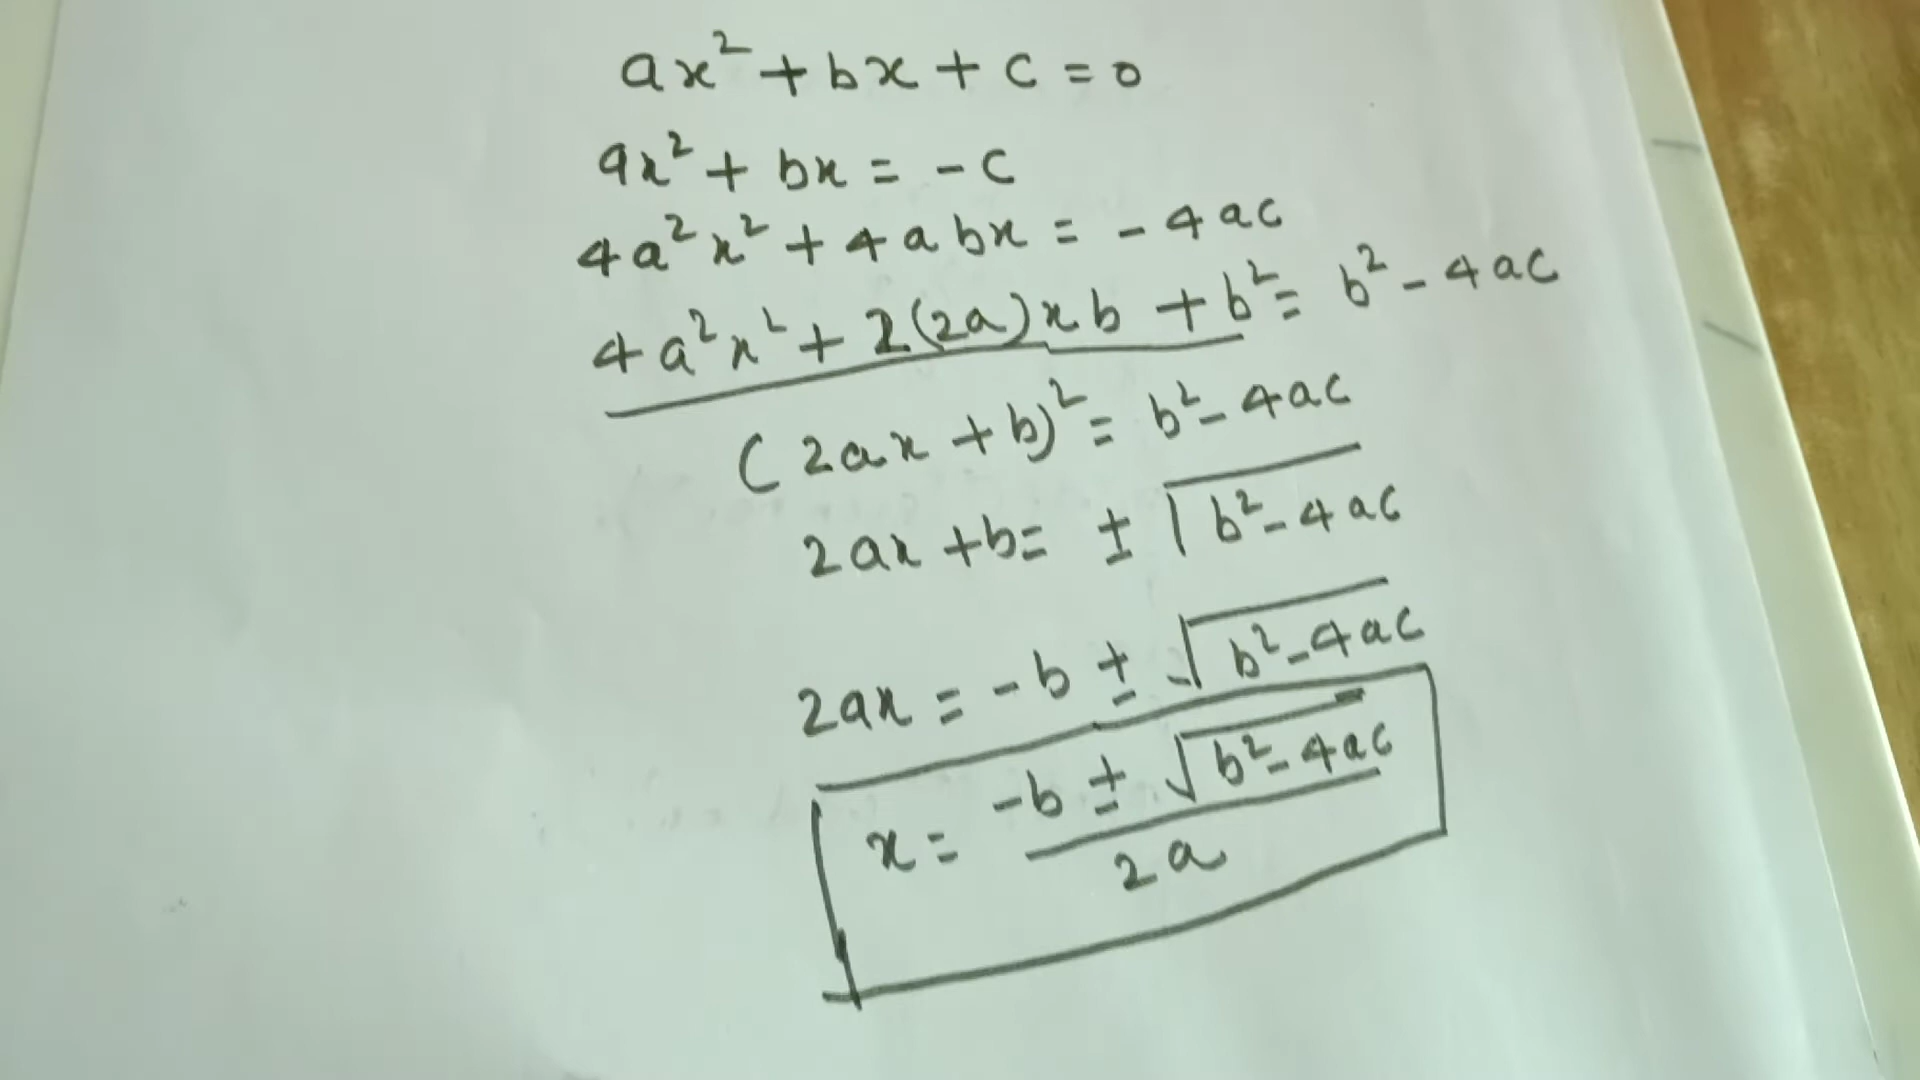 ax² + bx + c = 0
ax² + bx = - c
4a²x² + 4abx = - 4ac
4a²x² + 2(2a)xb + b² = b² - 4ac
(2ax + b)² = b² - 4ac
2ax + b = ± √b² - 4ac
2ax = - b ± √b² - 4ac
x = -b ± √b² - 4ac / 2a